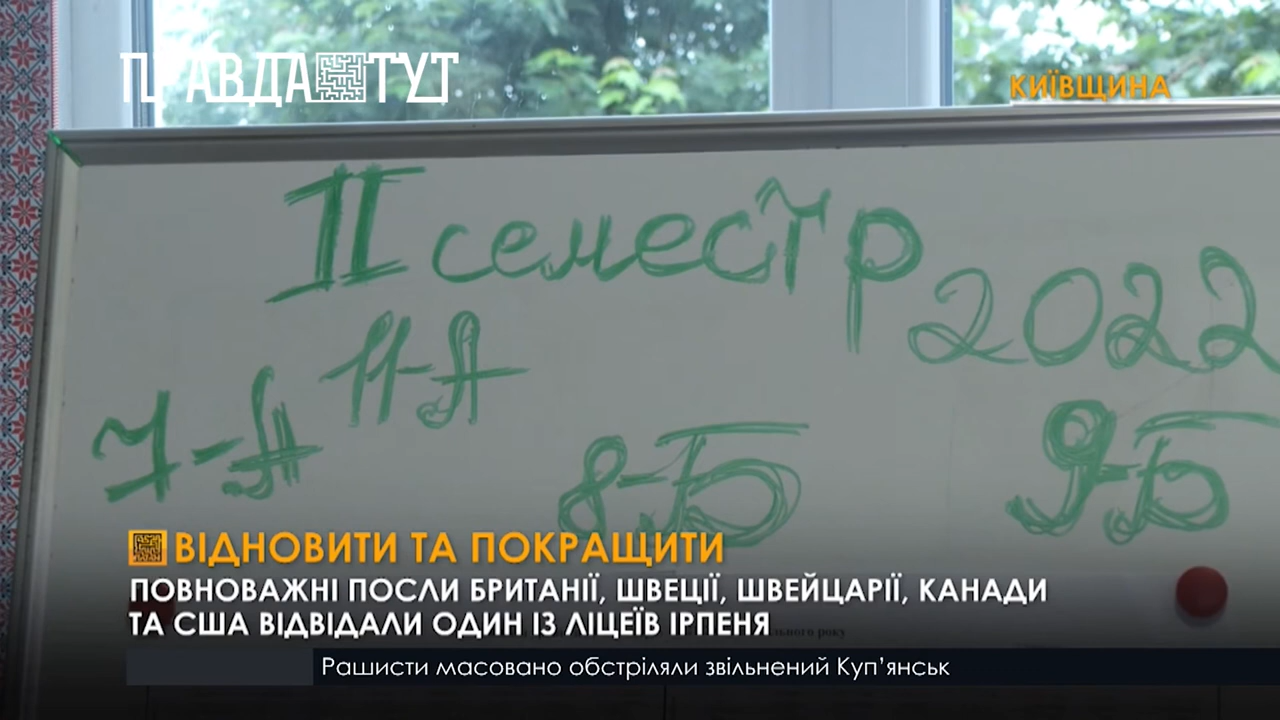 ПРАВДА ТУТ
КИЇВЩИНА
II семестр
2022
11-А
7-А
8-Б
9-Б
ВІДНОВИТИ ТА ПОКРАЩИТИ
ПОВНОВАЖНІ ПОСЛИ БРИТАНІЇ, ШВЕЦІЇ, ШВЕЙЦАРІЇ, КАНАДИ
ТА США ВІДВІДАЛИ ОДИН ІЗ ЛІЦЕЇВ ІРПЕНЯ
року
Рашисти масовано обстріляли звільнений Куп’янськ